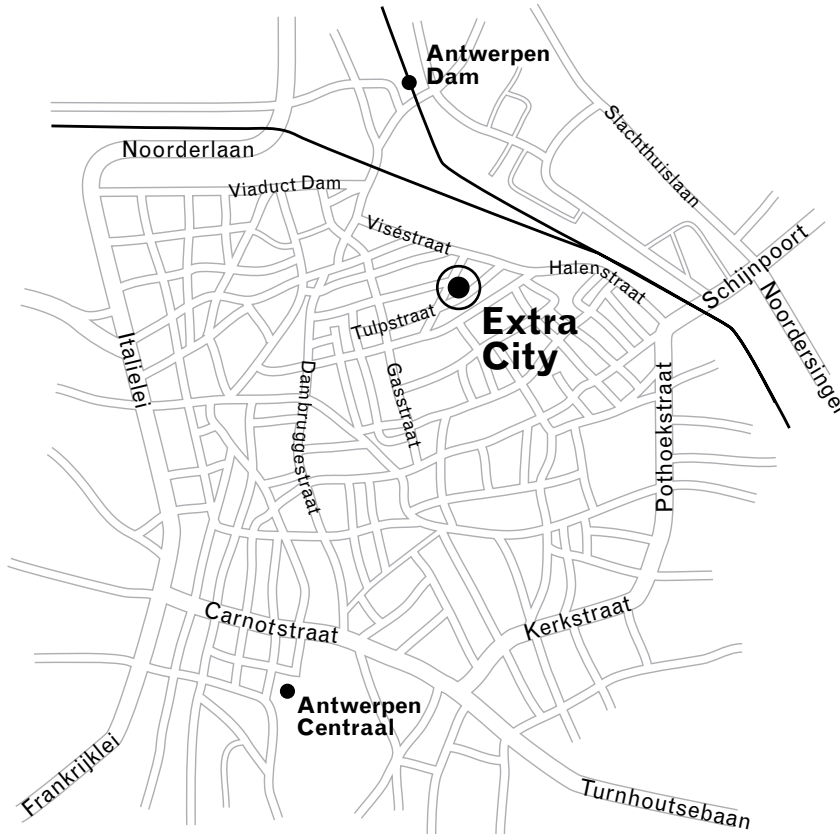 Antwerpen
Dam
Slachthuislaan
Noorderlaan
Viaduct Dam
Viséstraat
Schijnpoort
Halenstraat
Noordersingel
Tulpstraat
Extra
City
Italielei
Dambruggestraat
Gasstraat
Pothoekstraat
Carnotstraat
Kerkstraat
Antwerpen
Centraal
Frankrijklei
Turnhoutsebaan